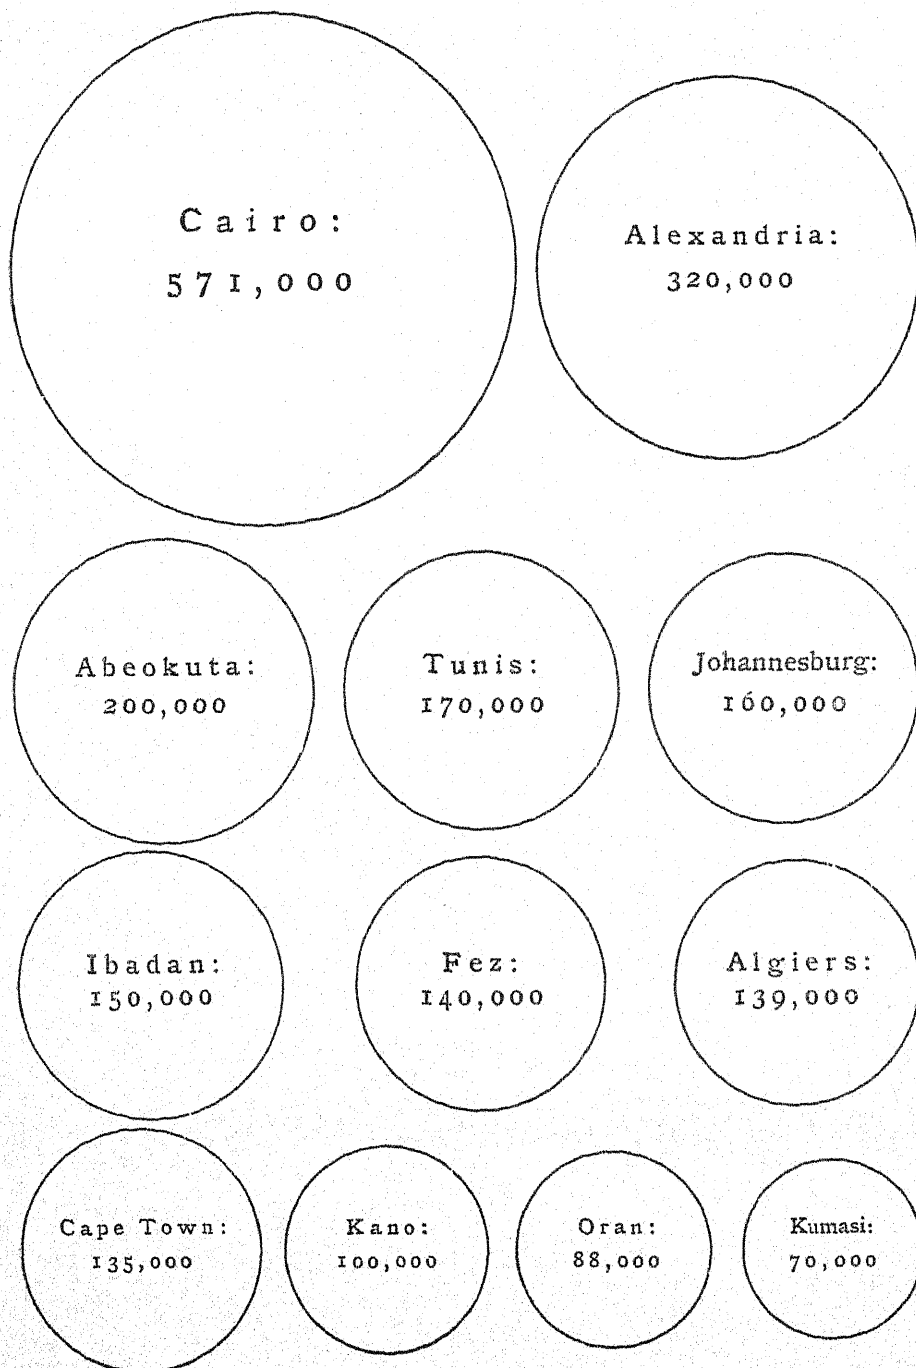 Cairo:
571,000
Alexandria:
320,000
Abeokuta:
200,000
Tunis:
170,000
Johannesburg:
160,000
Ibadan:
150,000
Fez:
140,000
Algiers:
139,000
Cape Town:
135,000
Kano:
100,000
Oran:
88,000
Kumasi:
70,000